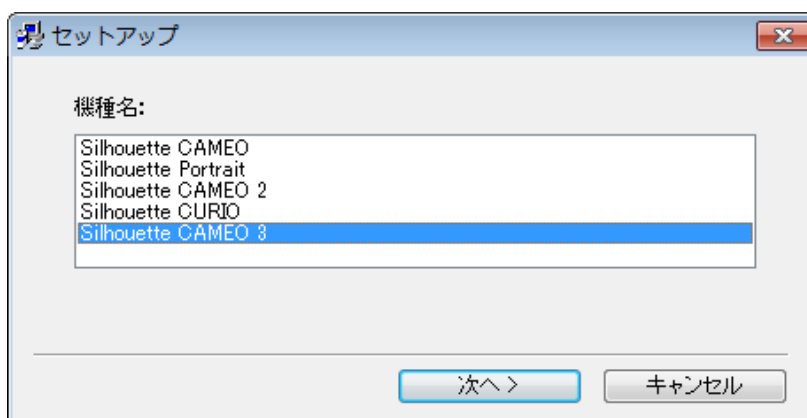 セットアップ
機種名:
Silhouette CAMEO
Silhouette Portrait
Silhouette CAMEO 2
Silhouette CURIO
Silhouette CAMEO 3
次へ >
キャンセル